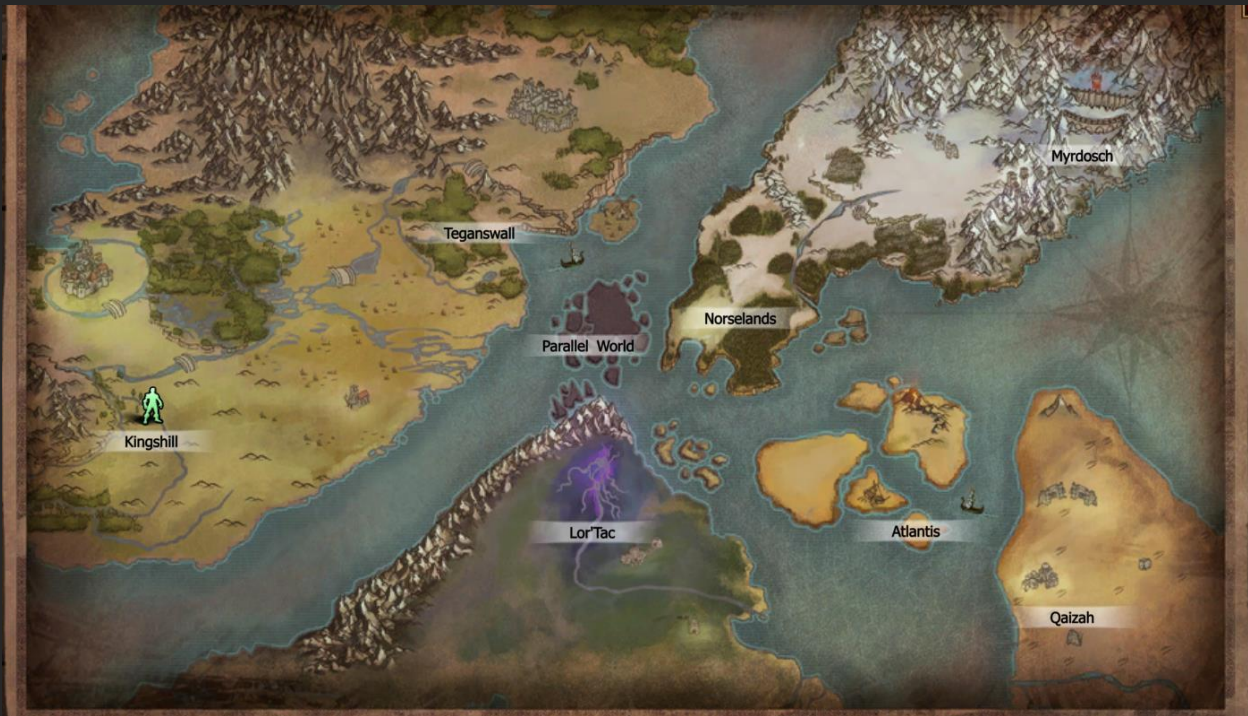 Myrdosch
Teganswall
Norselands
Parallel World
Kingshill
Lor'Tac
Atlantis
Qaizah